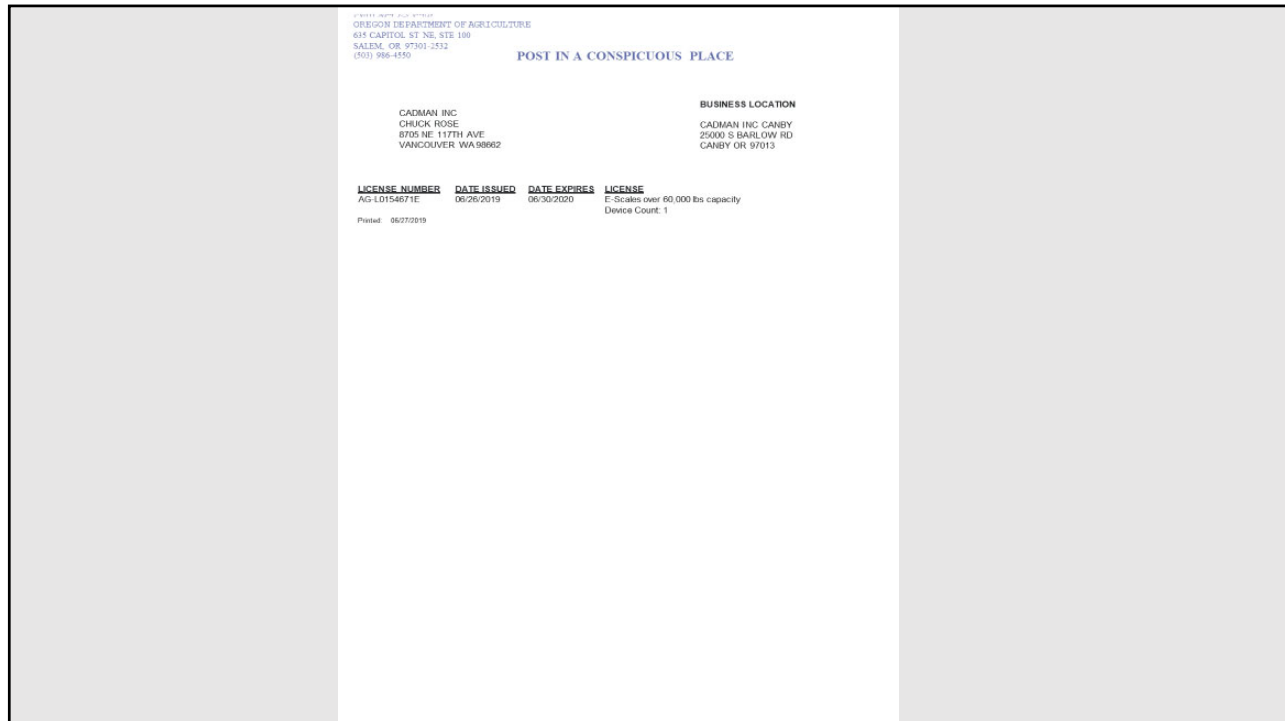 OREGON DEPARTMENT OF AGRICULTURE
635 CAPITOL ST NE, STE 100
SALEM, OR 97301-2532
(503) 986-4550
POST IN A CONSPICUOUS PLACE
CADMAN INC
CHUCK ROSE
8705 NE 117TH AVE
VANCOUVER WA 98662
BUSINESS LOCATION
CADMAN INC CANBY
25000 S BARLOW RD
CANBY OR 97013
LICENSE NUMBER DATE ISSUED DATE EXPIRES LICENSE
AG-L0154671E 06/26/2019 06/30/2020 E-Scales over 60,000 lbs capacity
Device Count: 1
Printed: 06/27/2019